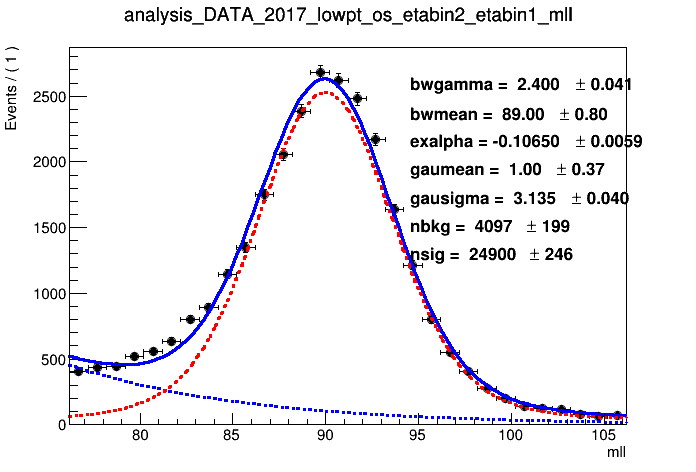 analysis_DATA_2017_lowpt_os_etabin2_etabin1_mll
Events / ( 1 )
bwgamma = 2.400 ± 0.041
bwmean = 89.00 ± 0.80
exalpha = -0.10650 ± 0.0059
gaumean = 1.00 ± 0.37
gausigma = 3.135 ± 0.040
nbkg = 4097 ± 199
nsig = 24900 ± 246
2500
2000
1500
1000
500
0
80 85 90 95 100 105
mll